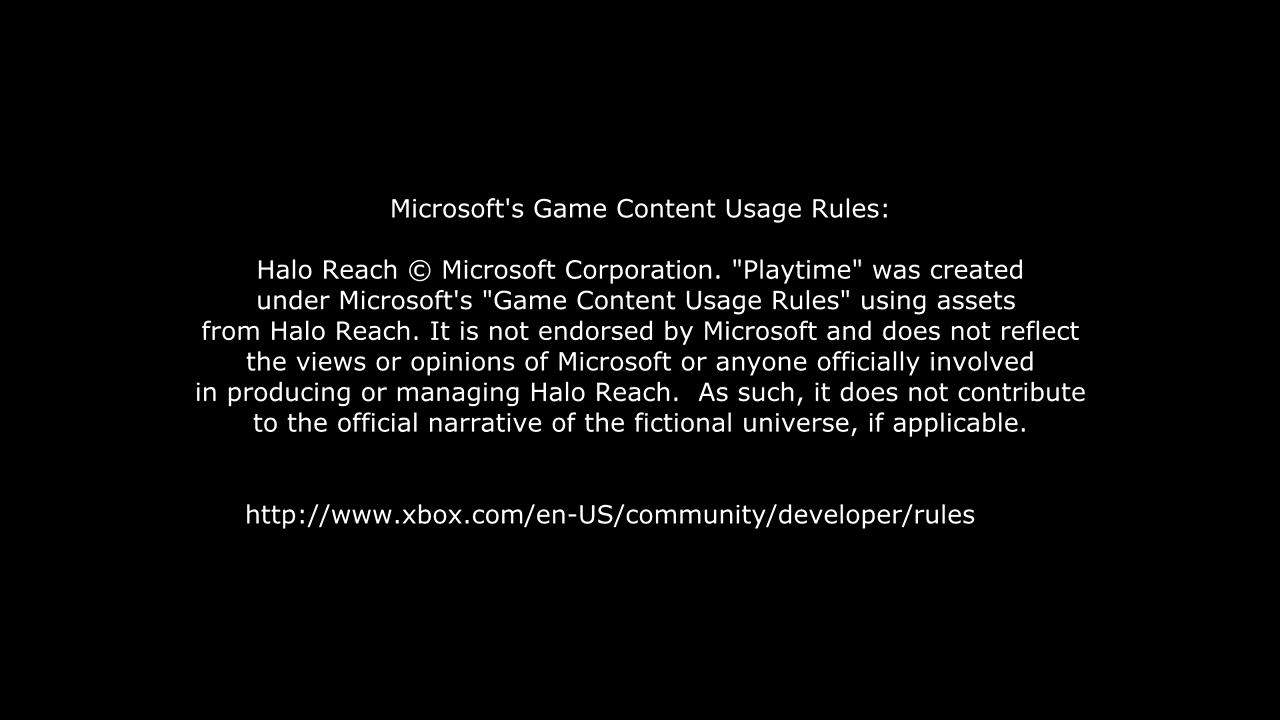 Microsoft's Game Content Usage Rules:
Halo Reach © Microsoft Corporation. "Playtime" was created
under Microsoft's "Game Content Usage Rules" using assets
from Halo Reach. It is not endorsed by Microsoft and does not reflect
the views or opinions of Microsoft or anyone officially involved
in producing or managing Halo Reach.  As such, it does not contribute
to the official narrative of the fictional universe, if applicable.
http://www.xbox.com/en-US/community/developer/rules